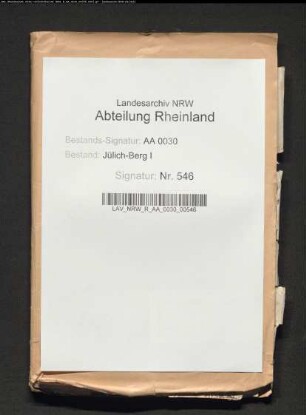 Landesarchiv NRW
Abteilung Rheinland
Bestands-Signatur: AA 0030
Bestand: Jülich-Berg I
Signatur: Nr. 546
LAV_NRW_R_AA_0030_00546